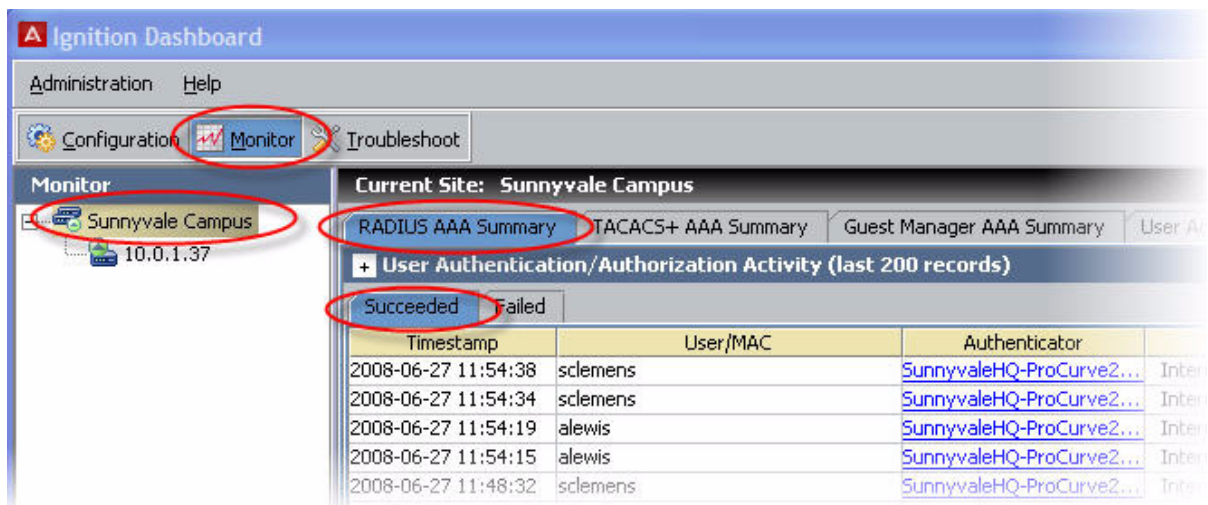 A Ignition Dashboard
Administration Help
Configuration Monitor Troubleshoot
Monitor
Sunnyvale Campus
10.0.1.37
Current Site: Sunnyvale Campus
RADIUS AAA Summary TACACS+ AAA Summary Guest Manager AAA Summary User
+ User Authentication/Authorization Activity (last 200 records)
Succeeded Failed
Timestamp User/MAC Authenticator
2008-06-27 11:54:38 sclemens SunnyvaleHQ-ProCurve2...
2008-06-27 11:54:34 sclemens SunnyvaleHQ-ProCurve2...
2008-06-27 11:54:19 alewis SunnyvaleHQ-ProCurve2...
2008-06-27 11:54:15 alewis SunnyvaleHQ-ProCurve2...
2008-06-27 11:48:32 sclemens SunnyvaleHQ-ProCurve2...